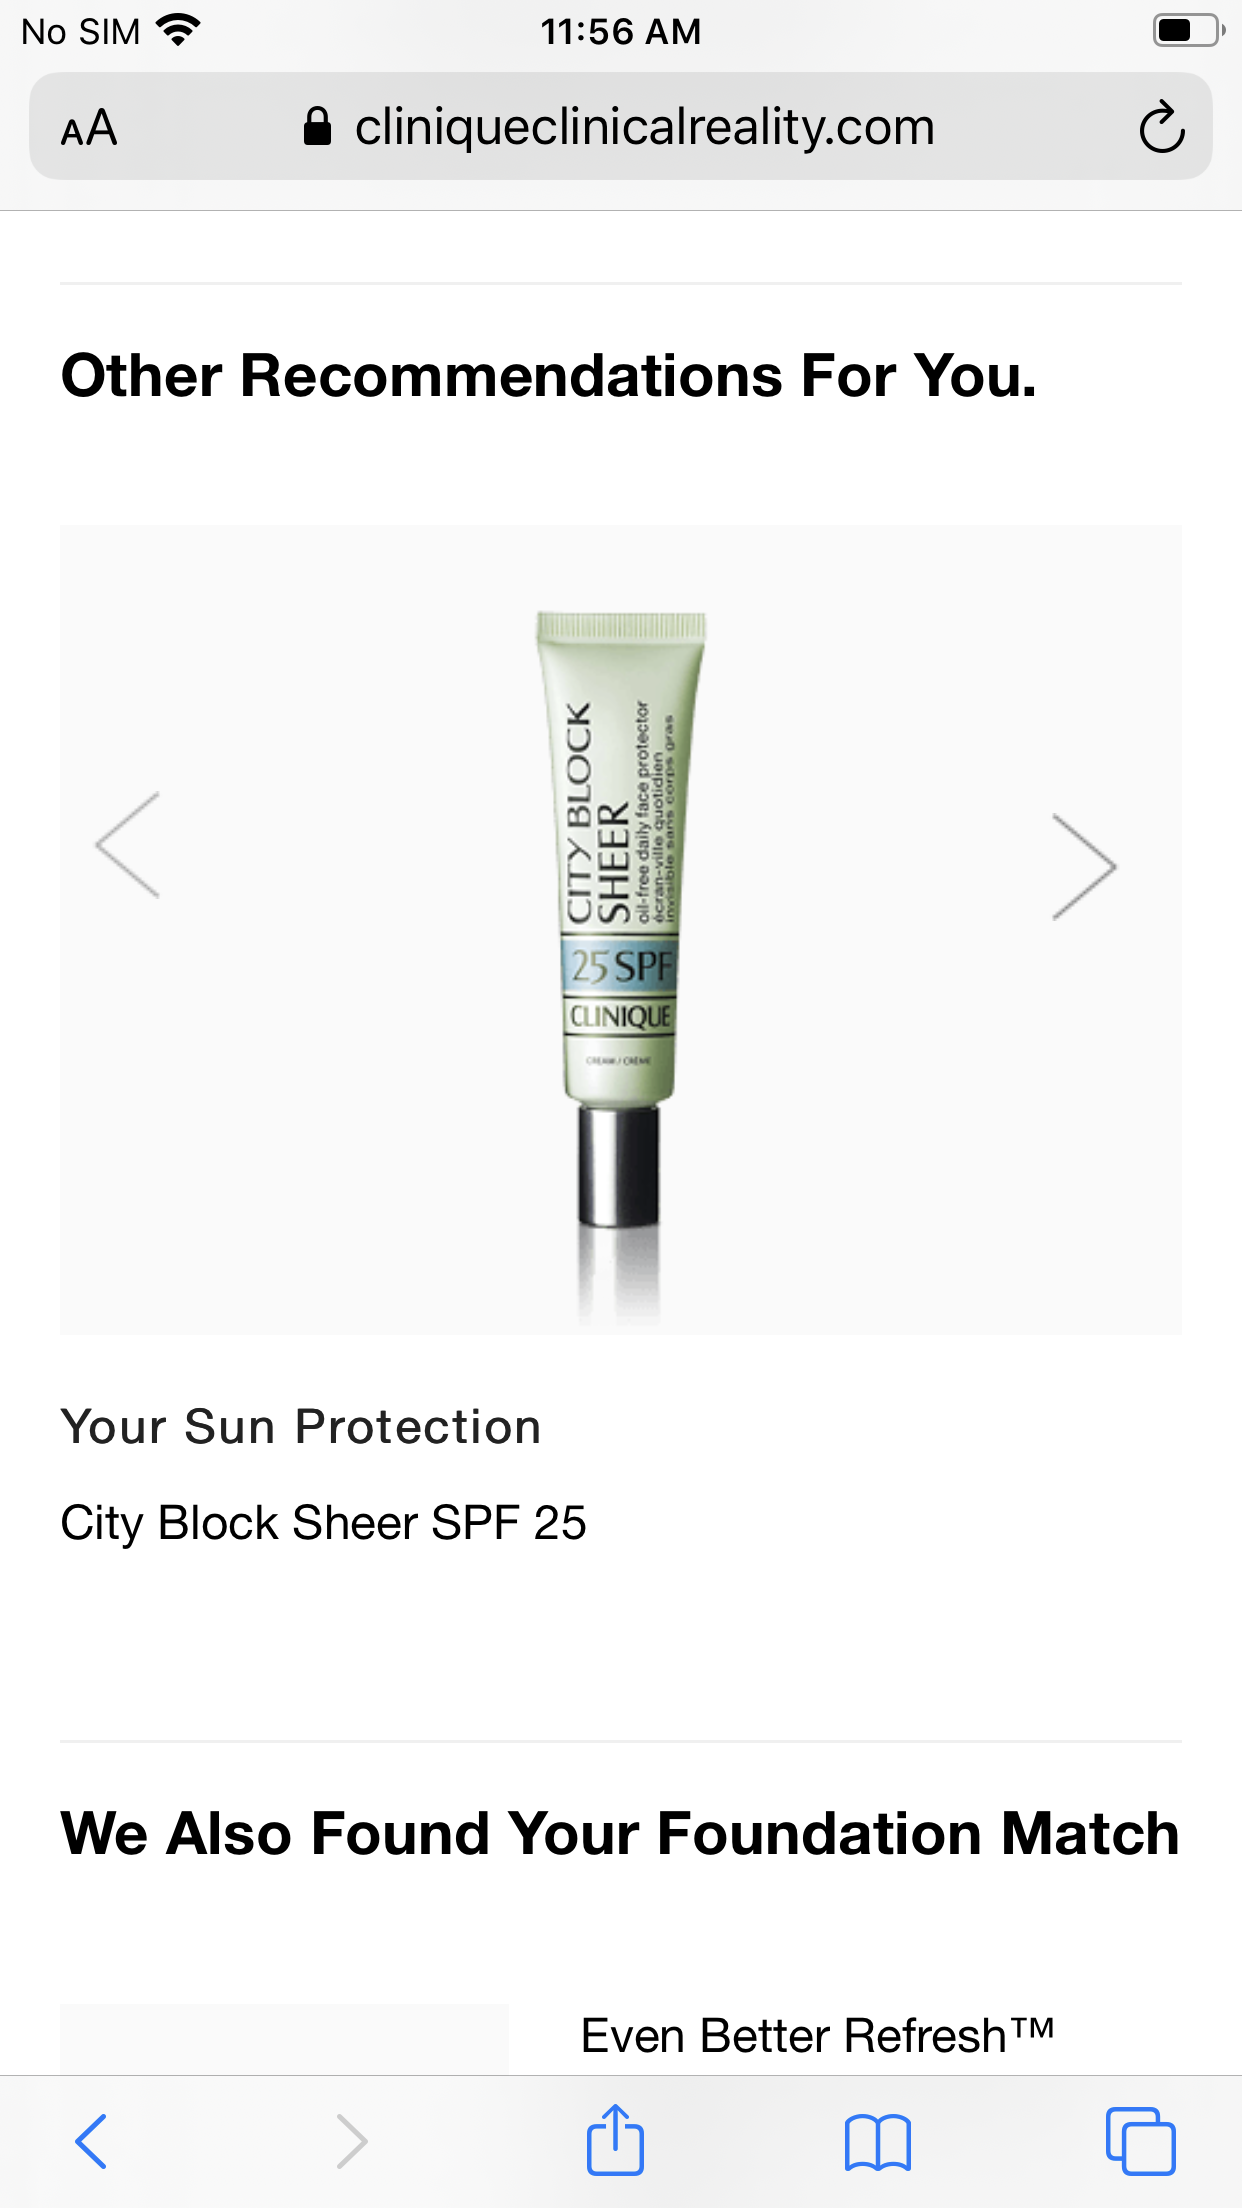 No SIM
11:56 AM
AA
cliniqueclinicalreality.com
Other Recommendations For You.
CITY BLOCK
SHEER
oil-free daily face protector
écran-ville quotidien
invisible sans corps gras
25 SPF
CLINIQUE
CREAM / CRÈME
Your Sun Protection
City Block Sheer SPF 25
We Also Found Your Foundation Match
Even Better Refresh™